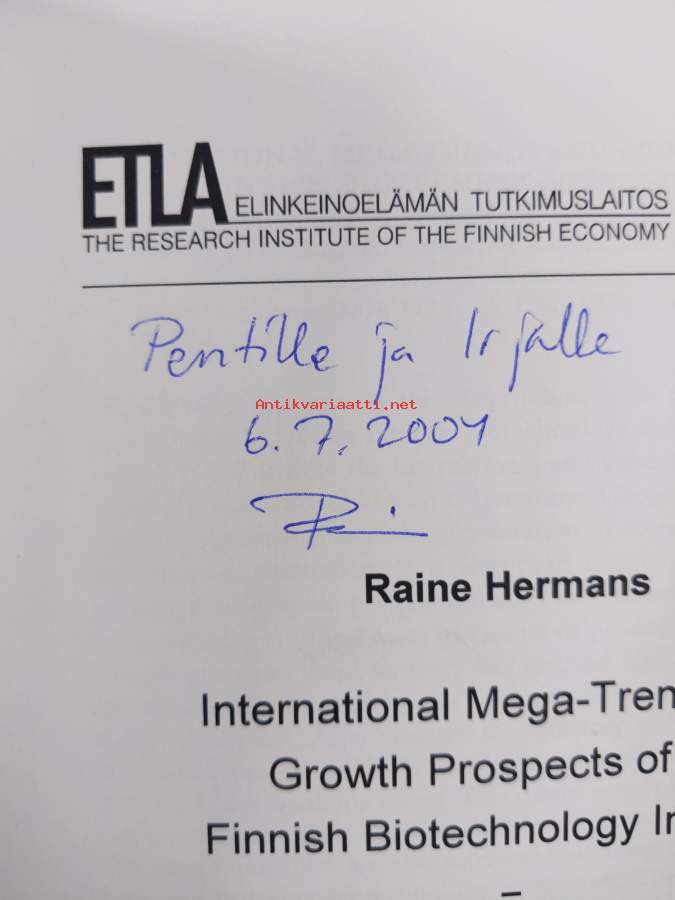 ETLA ELINKEINOELÄMÄN TUTKIMUSLAITOS
THE RESEARCH INSTITUTE OF THE FINNISH ECONOMY
Pentille ja Irjalle
Antikvariaatti.net
6.7.2004
Raine Hermans
International Mega-Tren
Growth Prospects of
Finnish Biotechnology In
–